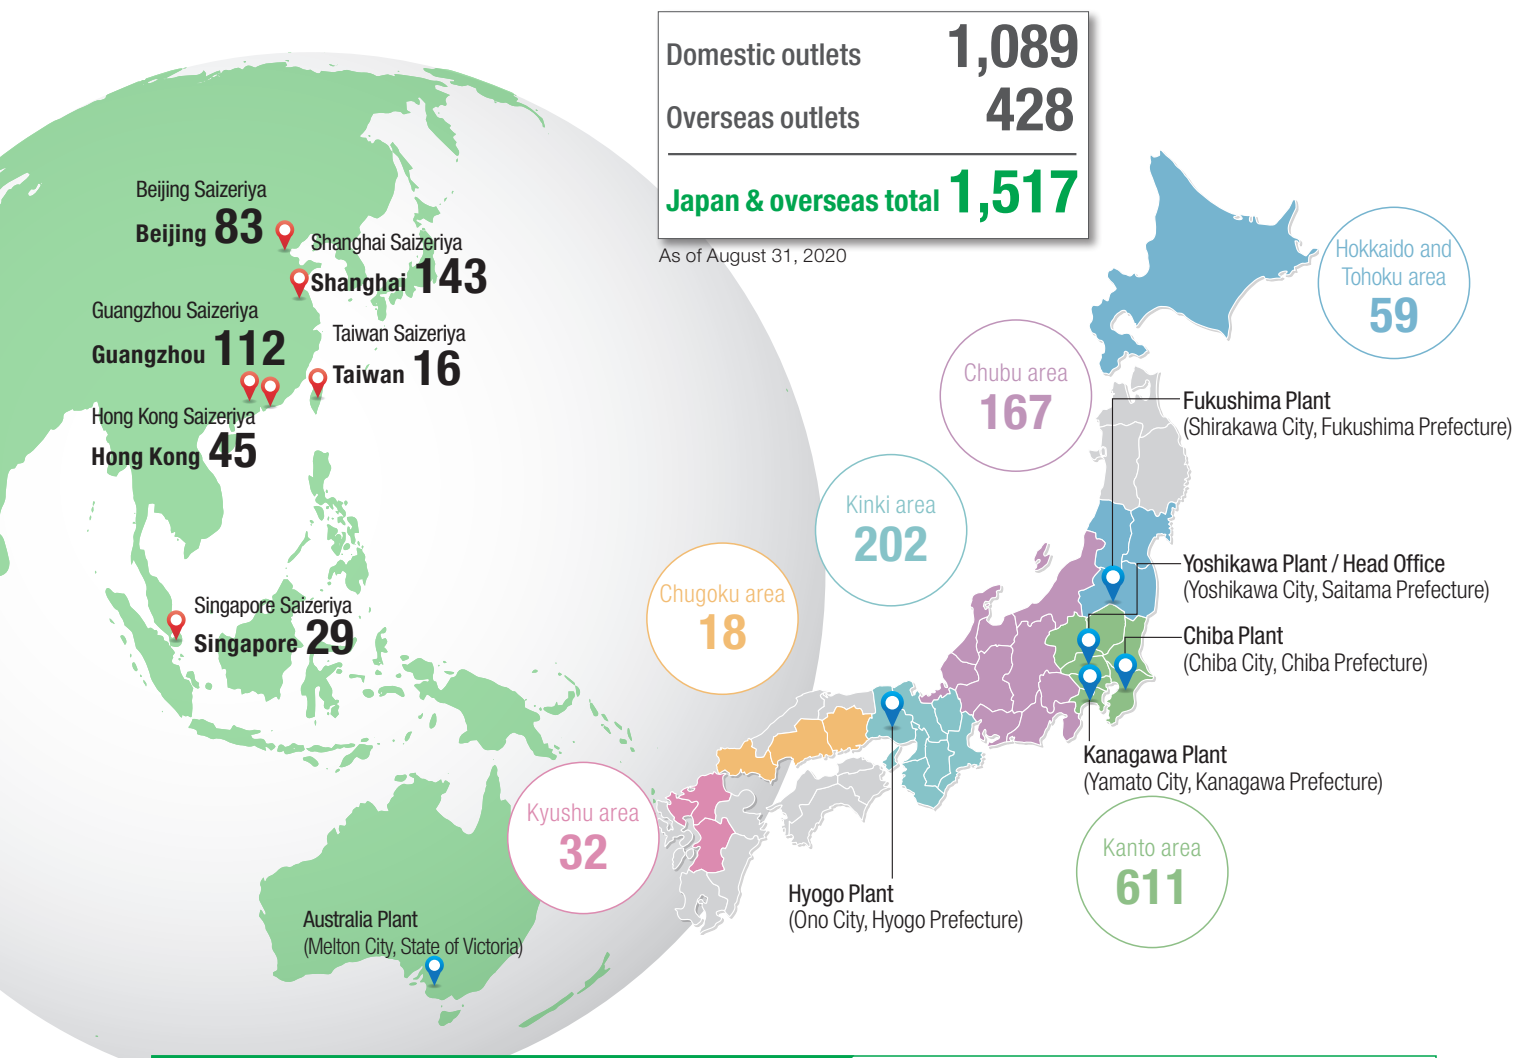 Domestic outlets 1,089
Overseas outlets 428
Japan & overseas total 1,517
As of August 31, 2020
Beijing Saizeriya
Beijing 83
Shanghai Saizeriya
Shanghai 143
Guangzhou Saizeriya
Guangzhou 112
Taiwan Saizeriya
Taiwan 16
Hong Kong Saizeriya
Hong Kong 45
Singapore Saizeriya
Singapore 29
Australia Plant
(Melton City, State of Victoria)
Hokkaido and
Tohoku area
59
Chubu area
167
Kinki area
202
Chugoku area
18
Kyushu area
32
Kanto area
611
Fukushima Plant
(Shirakawa City, Fukushima Prefecture)
Yoshikawa Plant / Head Office
(Yoshikawa City, Saitama Prefecture)
Chiba Plant
(Chiba City, Chiba Prefecture)
Kanagawa Plant
(Yamato City, Kanagawa Prefecture)
Hyogo Plant
(Ono City, Hyogo Prefecture)